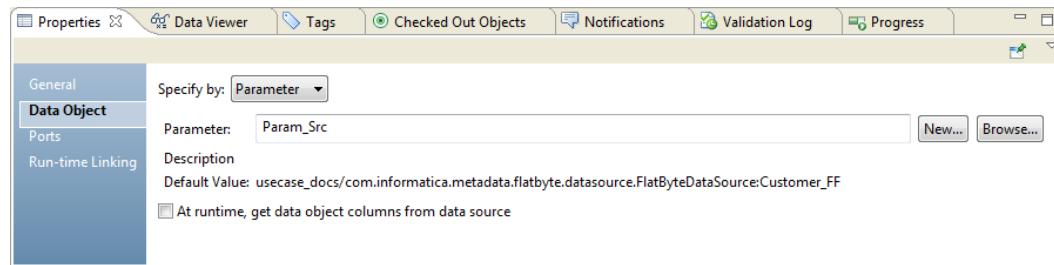 Properties Data Viewer Tags Checked Out Objects Notifications Validation Log Progress
General
Data Object
Ports
Run-time Linking
Specify by: Parameter
Parameter: Param_Src New... Browse...
Description
Default Value: usecase_docs/com.informatica.metadata.flatbyte.datasource.FlatByteDataSource:Customer_FF
At runtime, get data object columns from data source